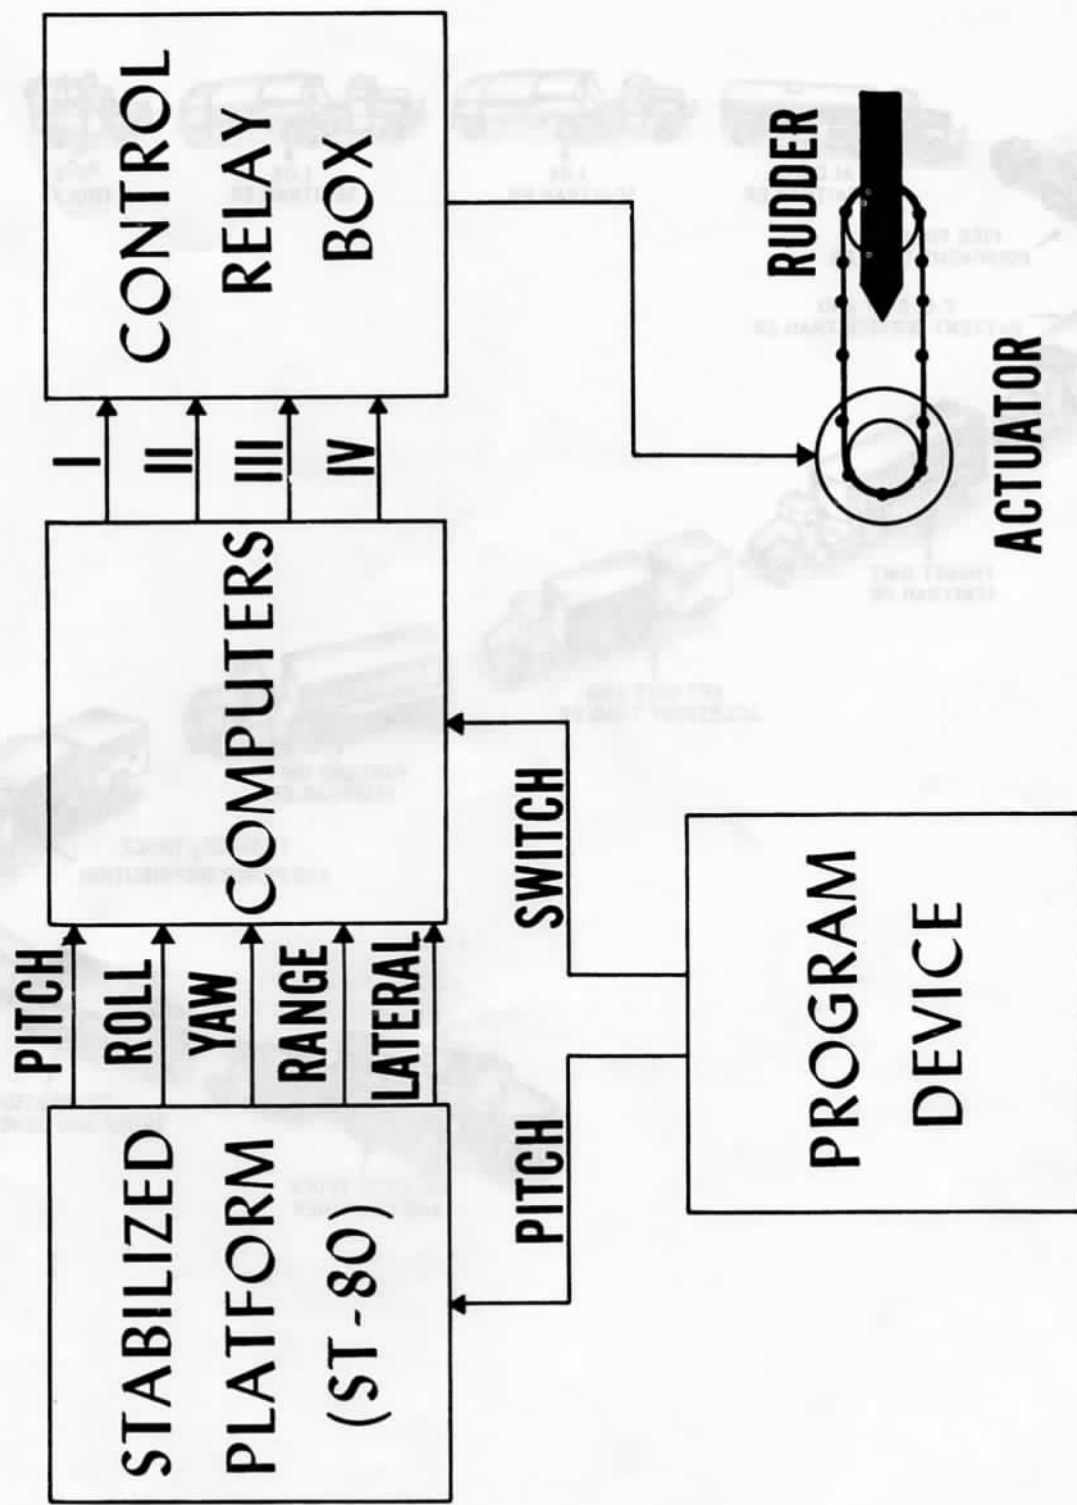 STABILIZED
PLATFORM
(ST-80)
PITCH
ROLL
YAW
RANGE
LATERAL
COMPUTERS
I
II
III
IV
CONTROL
RELAY
BOX
PITCH
SWITCH
PROGRAM
DEVICE
RUDDER
ACTUATOR